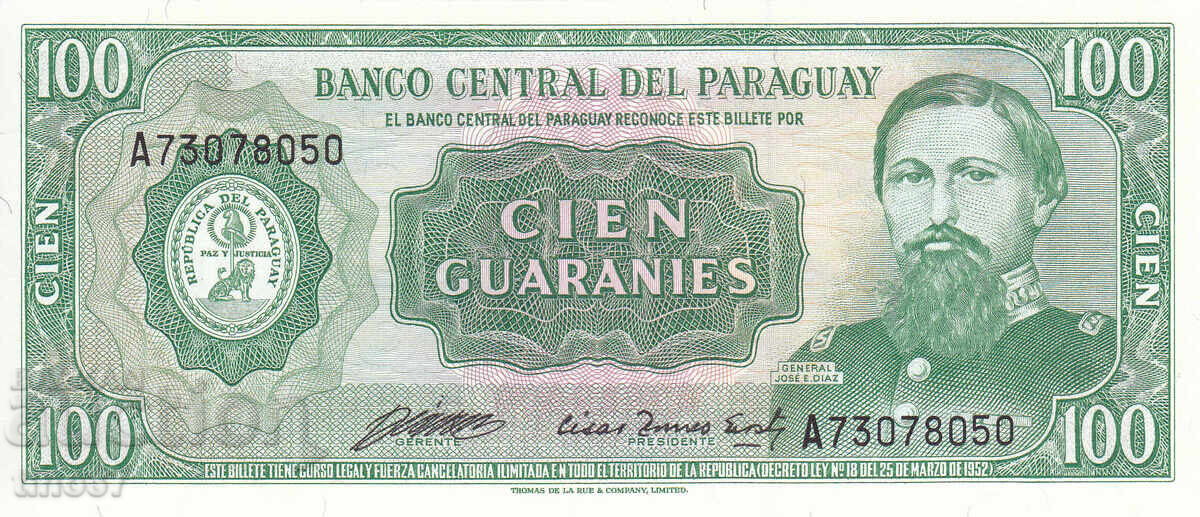 100
100
BANCO CENTRAL DEL PARAGUAY
EL BANCO CENTRAL DEL PARAGUAY RECONOCE ESTE BILLETE POR
A73078050
REPUBLICA DEL PARAGUAY
PAZ Y JUSTICIA
CIEN
CIEN
GUARANIES
CIEN
GENERAL
JOSE E. DIAZ
GERENTE
PRESIDENTE
A73078050
100
100
ESTE BILLETE TIENE CURSO LEGAL Y FUERZA CANCELATORIA ILIMITADA EN TODO EL TERRITORIO DE LA REPUBLICA (DECRETO LEY Nº 18 DEL 25 DE MARZO DE 1952)
THOMAS DE LA RUE & COMPANY, LIMITED.